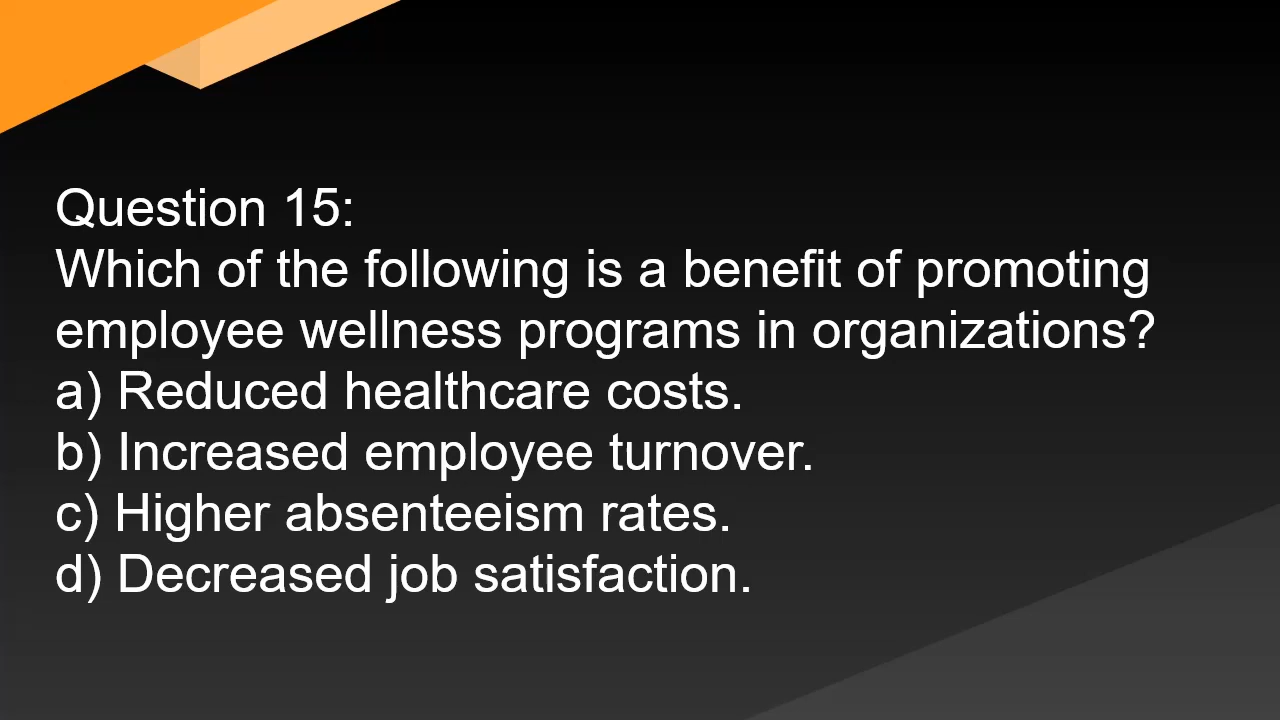 Question 15:
Which of the following is a benefit of promoting
employee wellness programs in organizations?
a) Reduced healthcare costs.
b) Increased employee turnover.
c) Higher absenteeism rates.
d) Decreased job satisfaction.